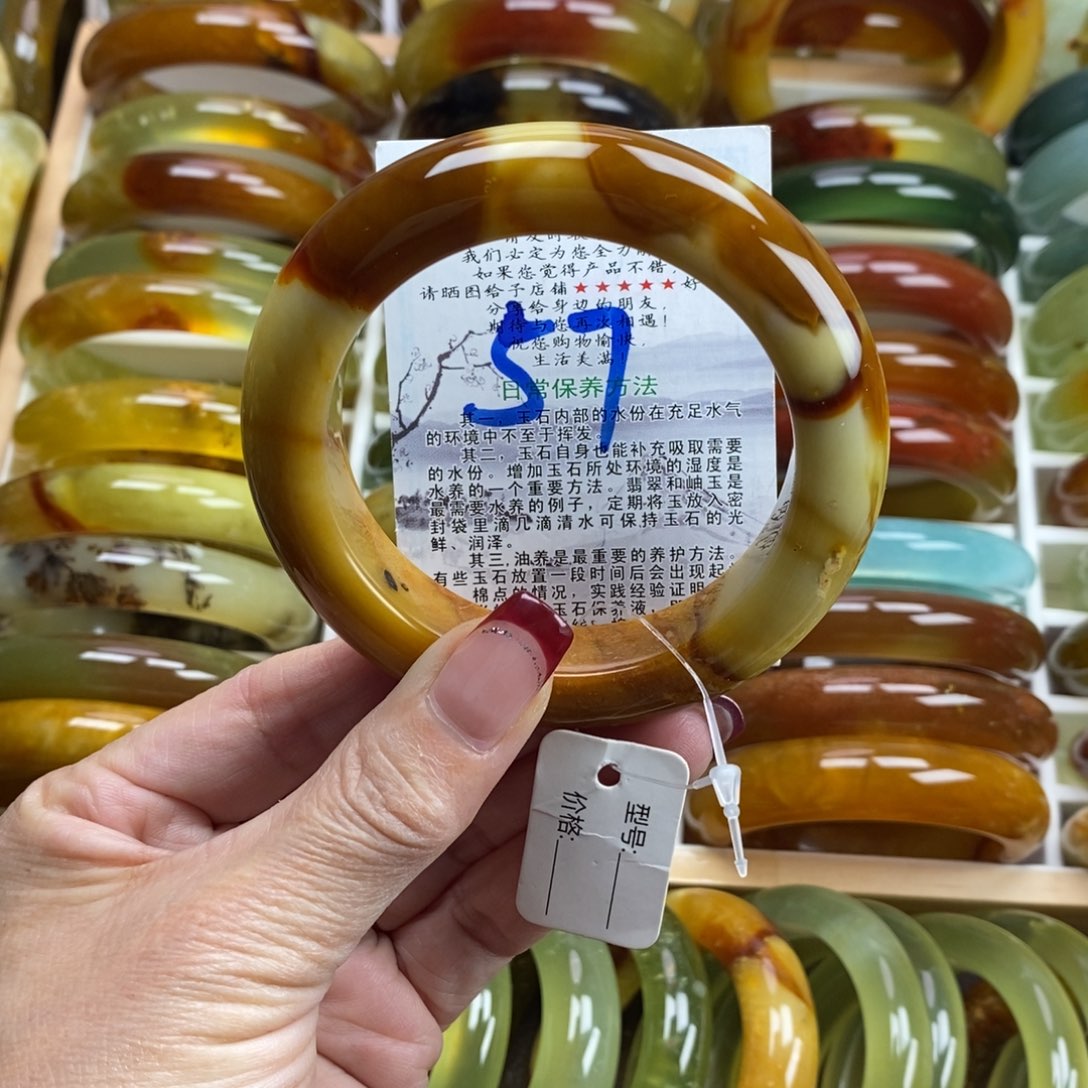 我们必定为您全力
如果您觉得产品不错,
请晒图给予店铺★★★★★好
分享给身边的朋友,
期待与您再次相遇!
祝您购物愉快,
生活美满!
57
日常保养方法
其一,玉石内部的水份在充足水气
的环境中不至于挥发。
其二,玉石自身也能补充吸取需要
的水份。增加玉石所处环境的湿度是
水养的一个重要方法。翡翠和岫玉是
最需要水养的例子,定期将玉放入密
封袋里滴几滴清水可保持玉石的光
鲜、润泽。
其三,油养是最重要的养护方法。
有些玉石放置一段时间后会出现起
棉点的情况,实践经验证明
玉石保养液,
型号:
价格: